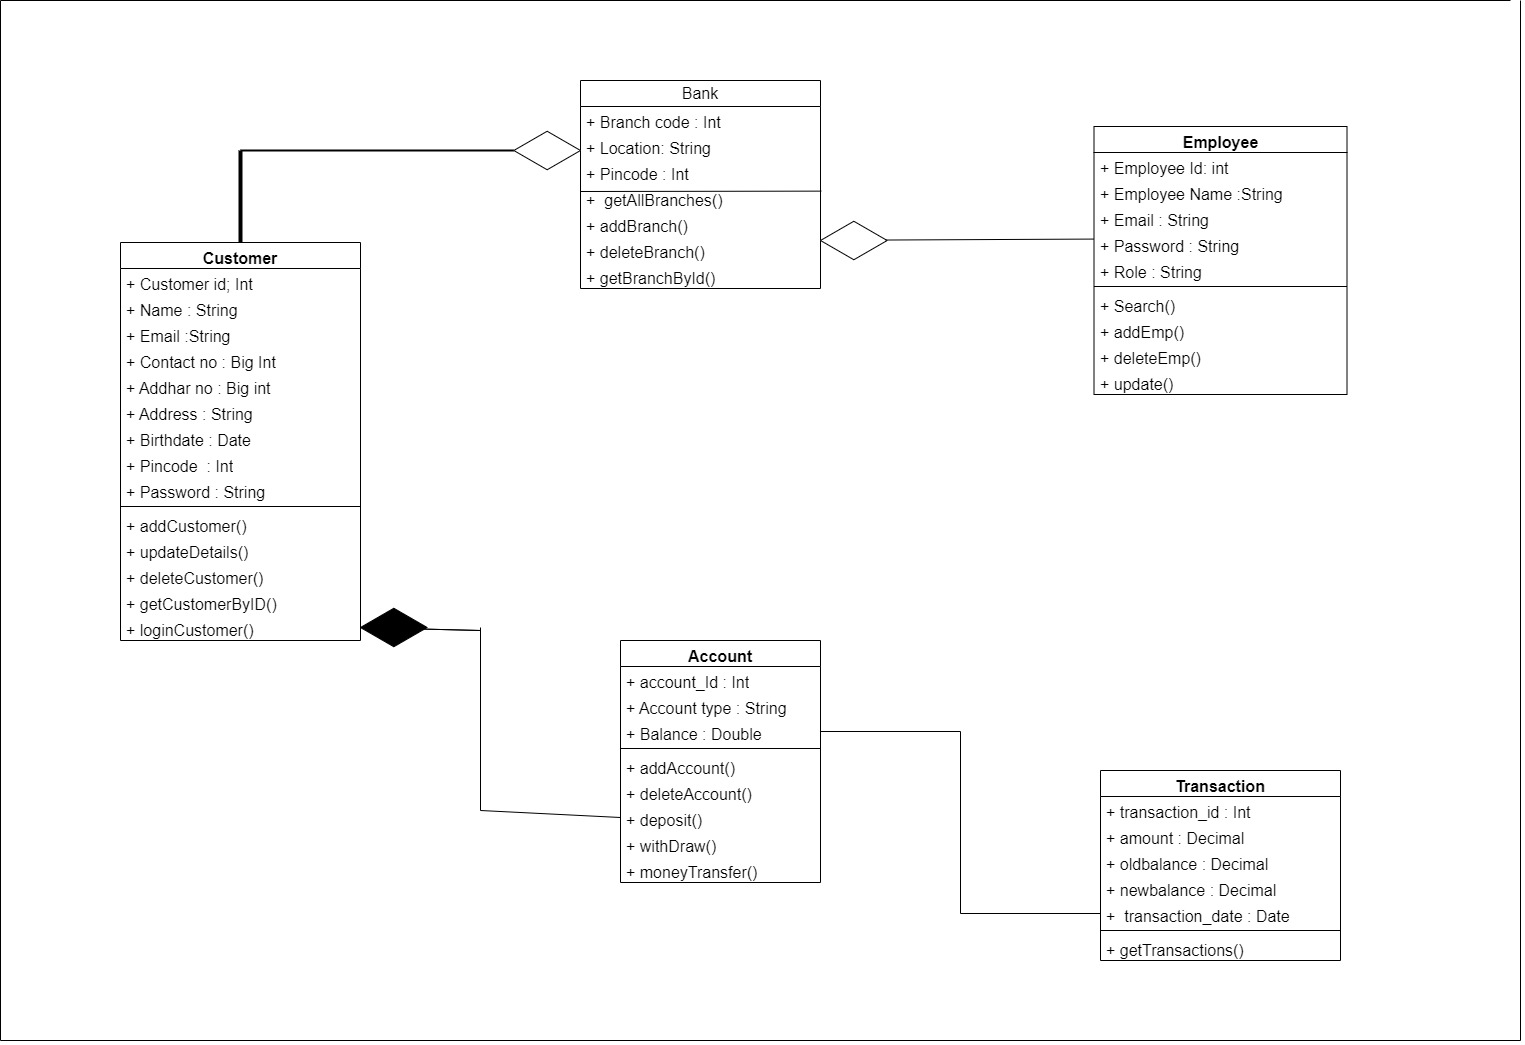 Bank
+ Branch code : Int
+ Location: String
+ Pincode : Int
+  getAllBranches()
+ addBranch()
+ deleteBranch()
+ getBranchById()
Employee
+ Employee Id: int
+ Employee Name :String
+ Email : String
+ Password : String
+ Role : String
+ Search()
+ addEmp()
+ deleteEmp()
+ update()
Customer
+ Customer id; Int
+ Name : String
+ Email :String
+ Contact no : Big Int
+ Addhar no : Big int
+ Address : String
+ Birthdate : Date
+ Pincode  : Int
+ Password : String
+ addCustomer()
+ updateDetails()
+ deleteCustomer()
+ getCustomerByID()
+ loginCustomer()
Account
+ account_Id : Int
+ Account type : String
+ Balance : Double
+ addAccount()
+ deleteAccount()
+ deposit()
+ withDraw()
+ moneyTransfer()
Transaction
+ transaction_id : Int
+ amount : Decimal
+ oldbalance : Decimal
+ newbalance : Decimal
+  transaction_date : Date
+ getTransactions()